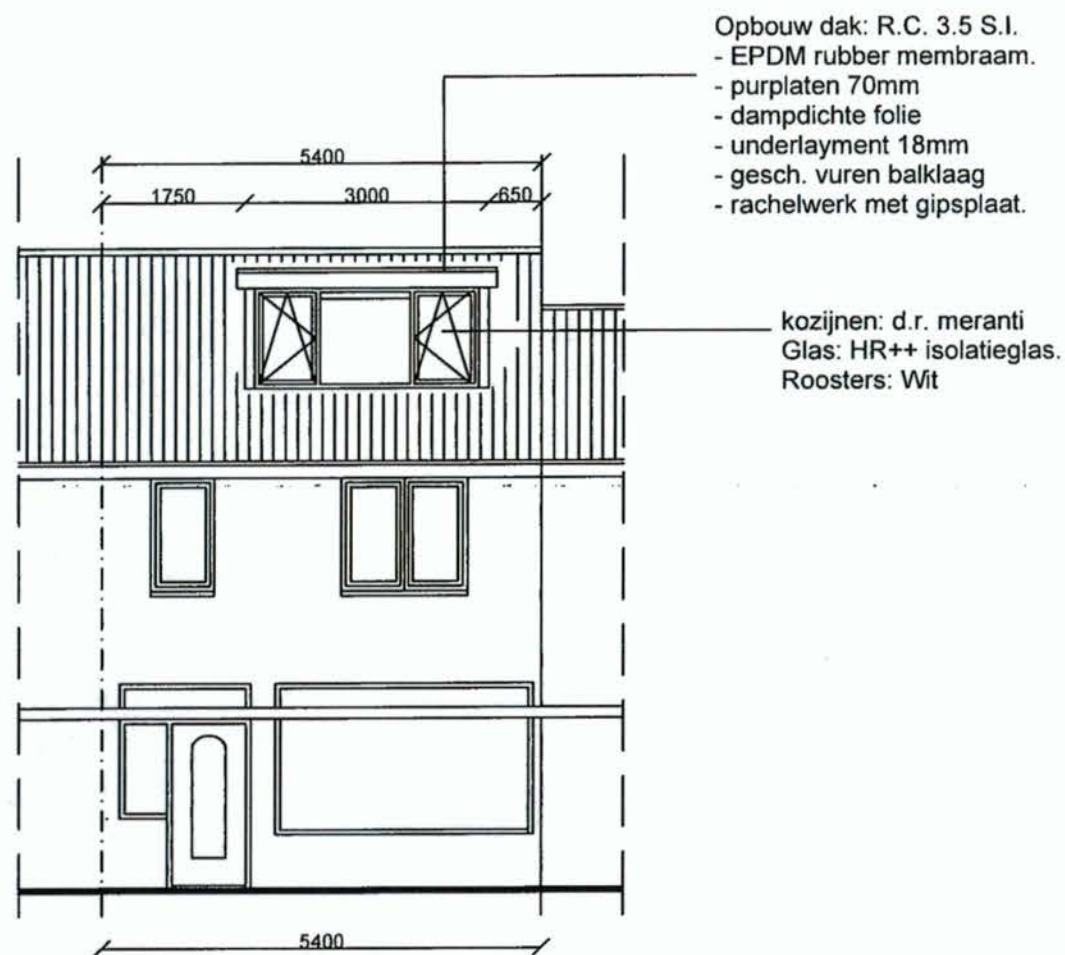 Opbouw dak: R.C. 3.5 S.I.
- EPDM rubber membraam.
- purplaten 70mm
- dampdichte folie
- underlayment 18mm
- gesch. vuren balklaag
- rachelwerk met gipsplaat.
5400
1750 3000 650
kozijnen: d.r. meranti
Glas: HR++ isolatieglas.
Roosters: Wit
5400